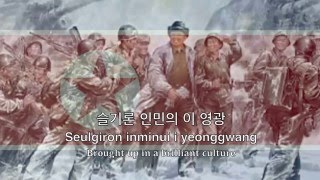 슬기론 인민의 이 영광
Seulgiron inminui i yeonggwang
Brought up in a brilliant culture